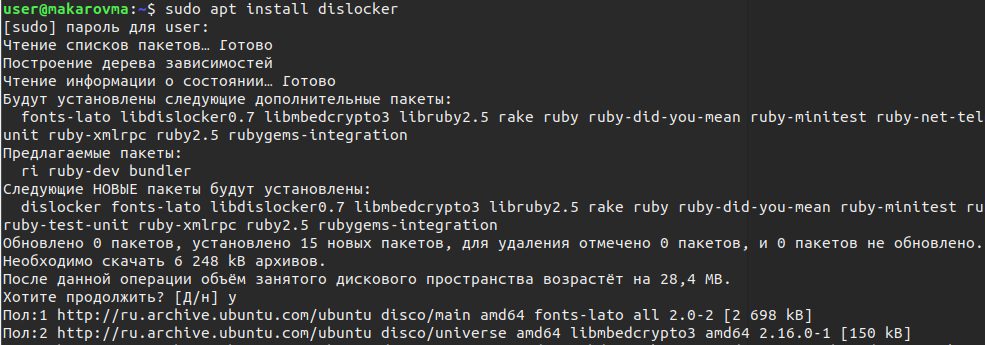 user@makarovma:~$ sudo apt install dislocker
[sudo] пароль для user:
Чтение списков пакетов… Готово
Построение дерева зависимостей
Чтение информации о состоянии… Готово
Будут установлены следующие дополнительные пакеты:
fonts-lato libdislocker0.7 libmbedcrypto3 libruby2.5 rake ruby ruby-did-you-mean ruby-minitest ruby-net-tel
unit ruby-xmlrpc ruby2.5 rubygems-integration
Предлагаемые пакеты:
ri ruby-dev bundler
Следующие НОВЫЕ пакеты будут установлены:
dislocker fonts-lato libdislocker0.7 libmbedcrypto3 libruby2.5 rake ruby ruby-did-you-mean ruby-minitest ru
ruby-test-unit ruby-xmlrpc ruby2.5 rubygems-integration
Обновлено 0 пакетов, установлено 15 новых пакетов, для удаления отмечено 0 пакетов, и 0 пакетов не обновлено.
Необходимо скачать 6 248 kB архивов.
После данной операции объём занятого дискового пространства возрастёт на 28,4 MB.
Хотите продолжить? [Д/н] y
Пол:1 http://ru.archive.ubuntu.com/ubuntu disco/main amd64 fonts-lato all 2.0-2 [2 698 kB]
Пол:2 http://ru.archive.ubuntu.com/ubuntu disco/universe amd64 libmbedcrypto3 amd64 2.16.0-1 [150 kB]